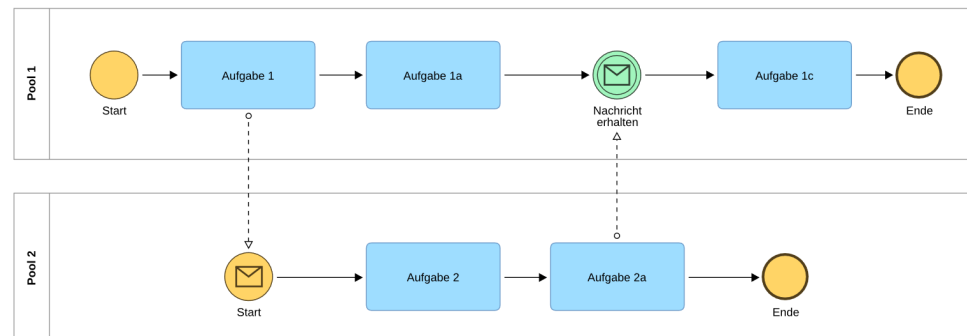 Pool 1
Aufgabe 1
Aufgabe 1a
Aufgabe 1c
Start
Nachricht
erhalten
Ende
Pool 2
Aufgabe 2
Aufgabe 2a
Start
Ende